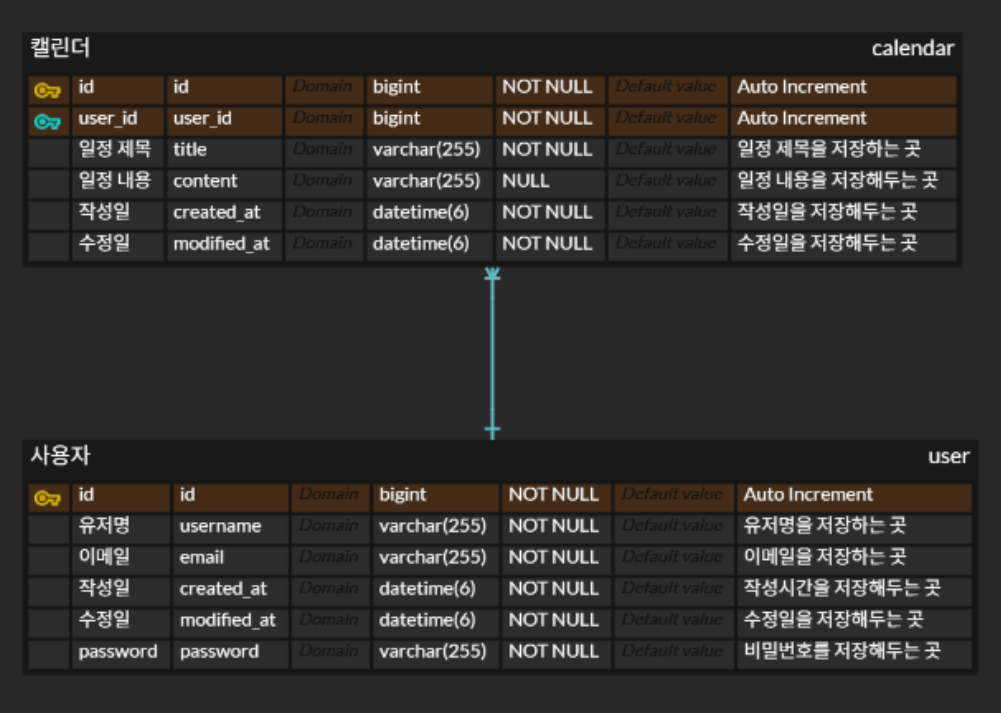 캘린더 calendar
id id Domain bigint NOT NULL Default value Auto Increment
user_id user_id Domain bigint NOT NULL Default value Auto Increment
일정 제목 title Domain varchar(255) NOT NULL Default value 일정 제목을 저장하는 곳
일정 내용 content Domain varchar(255) NULL Default value 일정 내용을 저장해두는 곳
작성일 created_at Domain datetime(6) NOT NULL Default value 작성일을 저장해두는 곳
수정일 modified_at Domain datetime(6) NOT NULL Default value 수정일을 저장해두는 곳
사용자 user
id id Domain bigint NOT NULL Default value Auto Increment
유저명 username Domain varchar(255) NOT NULL Default value 유저명을 저장하는 곳
이메일 email Domain varchar(255) NOT NULL Default value 이메일을 저장하는 곳
작성일 created_at Domain datetime(6) NOT NULL Default value 작성시간을 저장해두는 곳
수정일 modified_at Domain datetime(6) NOT NULL Default value 수정일을 저장해두는 곳
password password Domain varchar(255) NOT NULL Default value 비밀번호를 저장해두는 곳